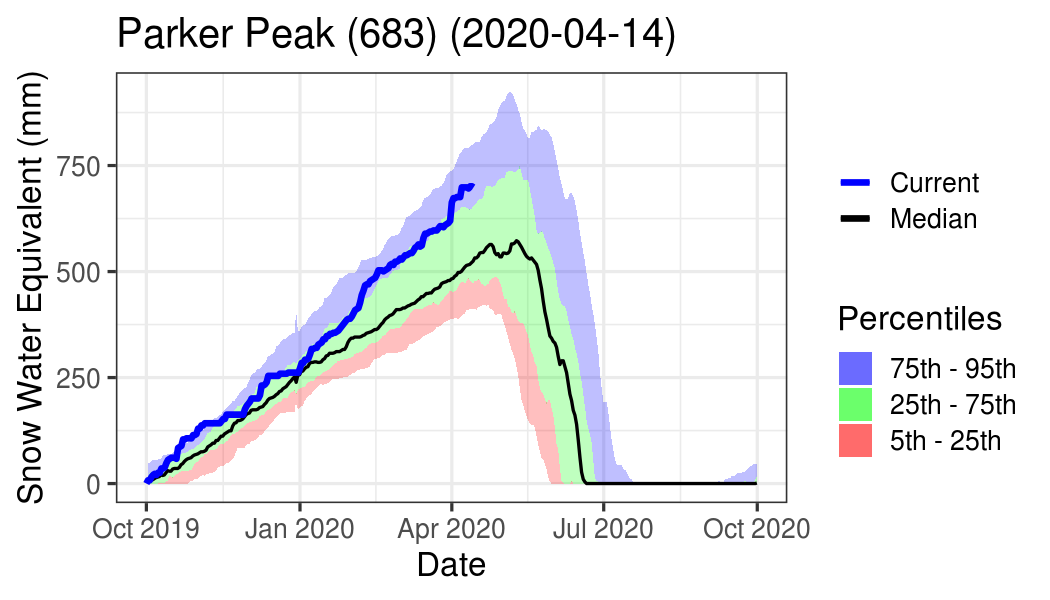 Parker Peak (683) (2020-04-14)
Snow Water Equivalent (mm)
750
500
250
0
Oct 2019 Jan 2020 Apr 2020 Jul 2020 Oct 2020
Date
Current
Median
Percentiles
75th - 95th
25th - 75th
5th - 25th